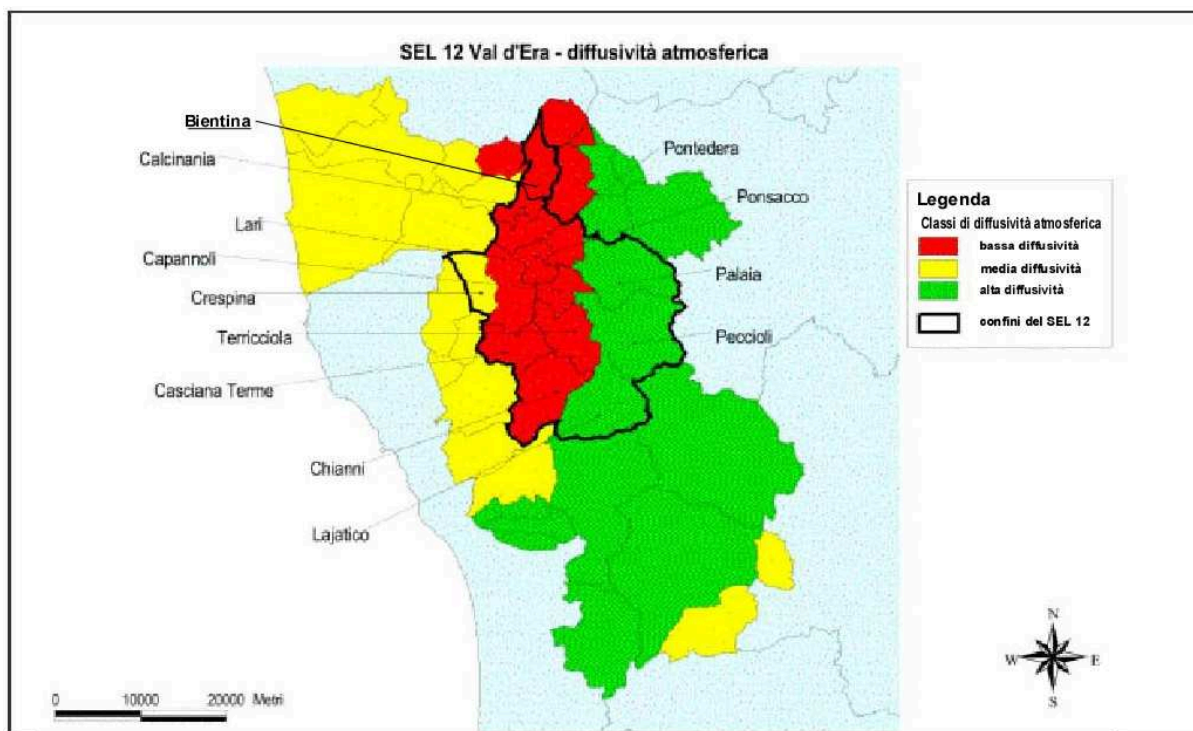 SEL 12 Val d'Era - diffusività atmosferica
Bientina
Calcinania
Lari
Capannoli
Crespina
Terricciola
Casciana Terme
Chianni
Lajatico
Pontedera
Ponsacco
Palaia
Peccioli
Legenda
Classi di diffusività atmosferica
bassa diffusività
media diffusività
alta diffusività
confini del SEL 12
N
W E
S
0 10000 20000 Metri